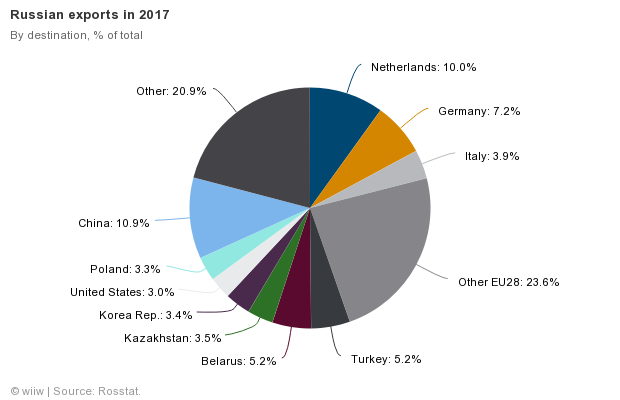 Russian exports in 2017
By destination, % of total
Netherlands: 10.0%
Other: 20.9%
Germany: 7.2%
Italy: 3.9%
China: 10.9%
Poland: 3.3%
Other EU28: 23.6%
United States: 3.0%
Korea Rep.: 3.4%
Kazakhstan: 3.5%
Turkey: 5.2%
Belarus: 5.2%
© wiiw | Source: Rosstat.